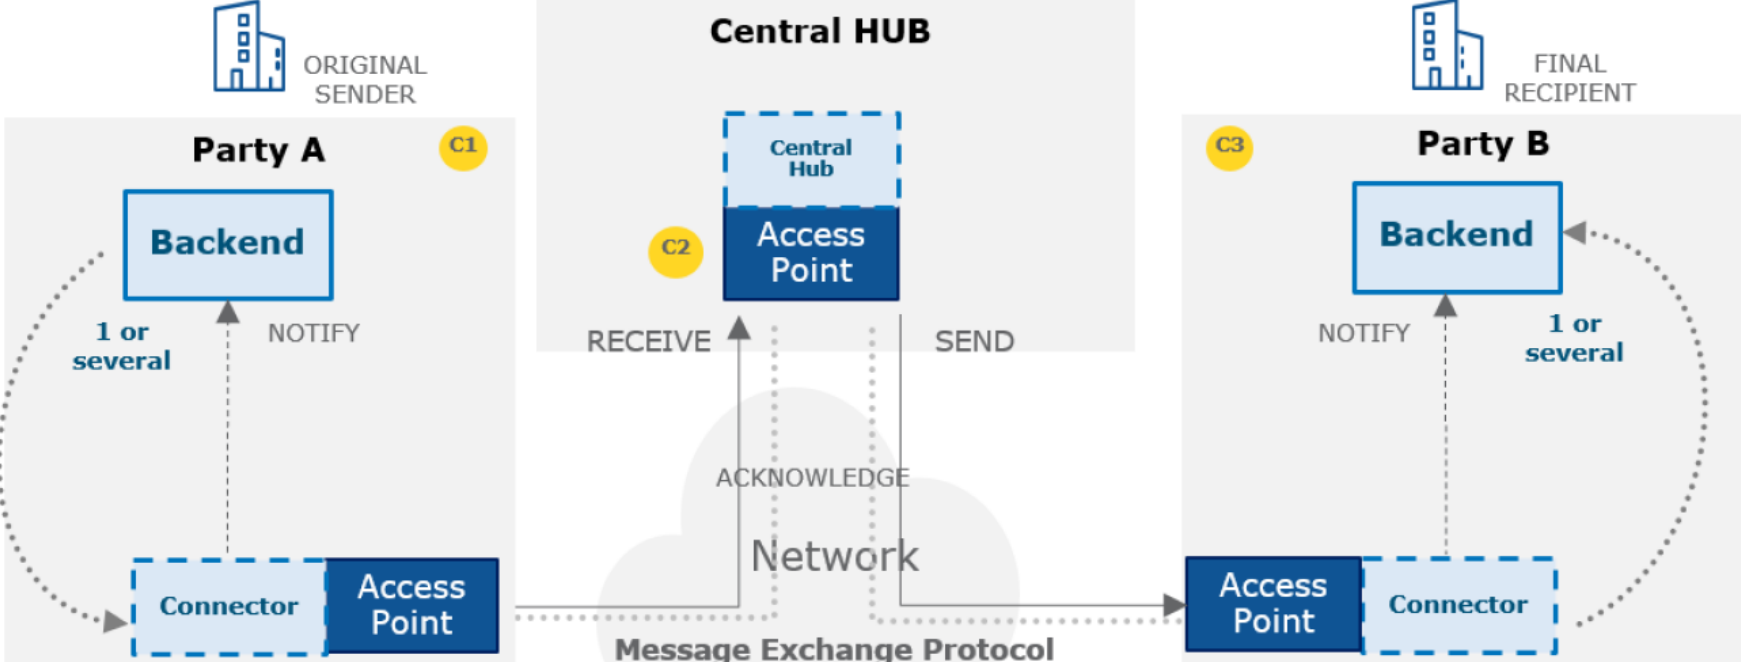 ORIGINAL
SENDER
Central HUB
FINAL
RECIPIENT
Party A
C1
Central
Hub
C3
Party B
Backend
C2
Access
Point
Backend
1 or
several
NOTIFY
RECEIVE
SEND
NOTIFY
1 or
several
ACKNOWLEDGE
Network
Connector
Access
Point
Access
Point
Connector
Message Exchange Protocol